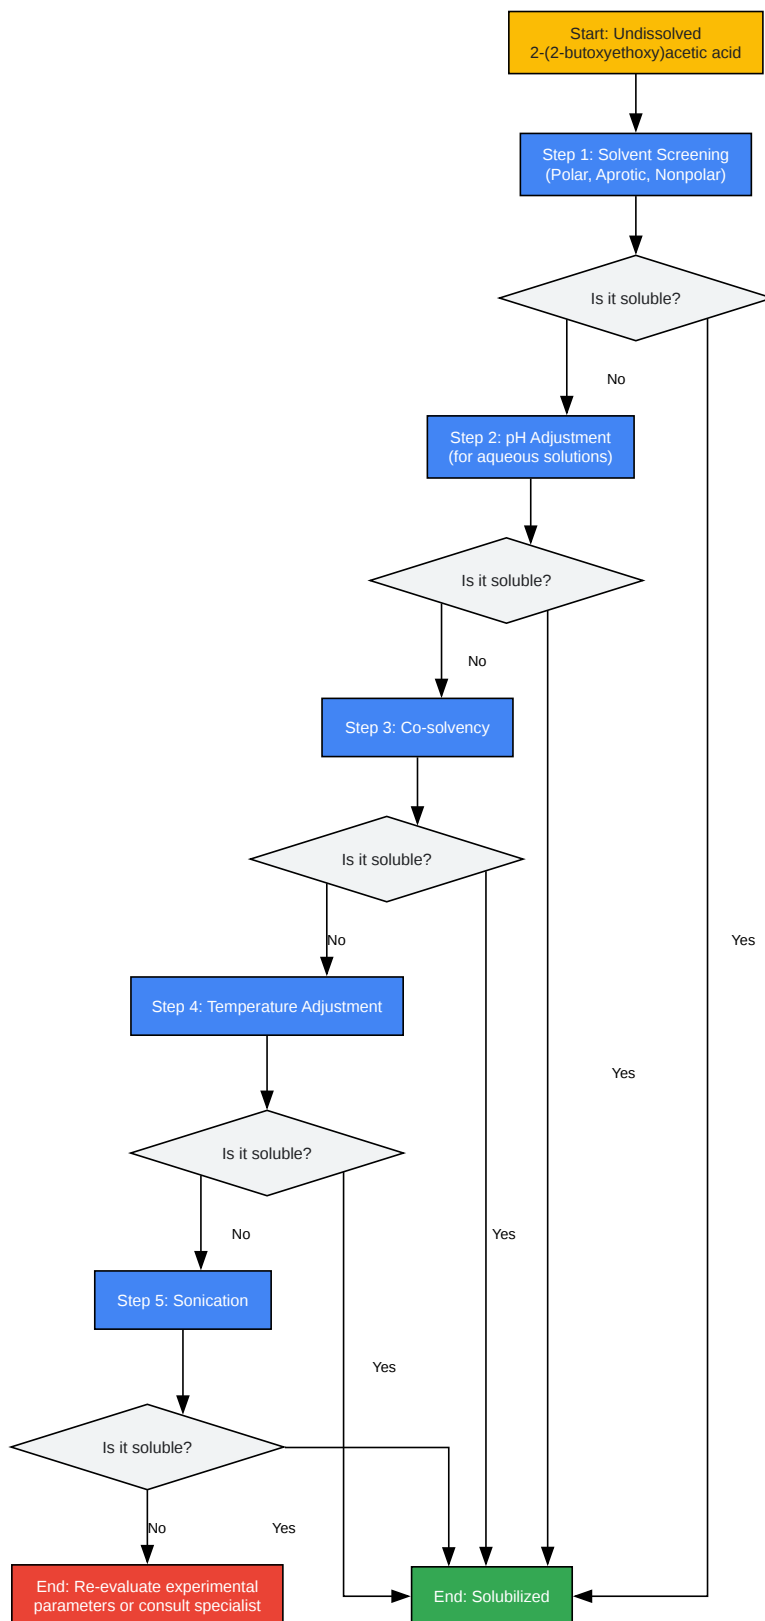 Start: Undissolved
2-(2-butoxyethoxy)acetic acid
Step 1: Solvent Screening
(Polar, Aprotic, Nonpolar)
Is it soluble?
No
Step 2: pH Adjustment
(for aqueous solutions)
Is it soluble?
No
Step 3: Co-solvency
Is it soluble?
No
Yes
Step 4: Temperature Adjustment
Yes
Is it soluble?
No
Yes
Step 5: Sonication
Yes
Is it soluble?
No
Yes
End: Re-evaluate experimental
parameters or consult specialist
End: Solubilized